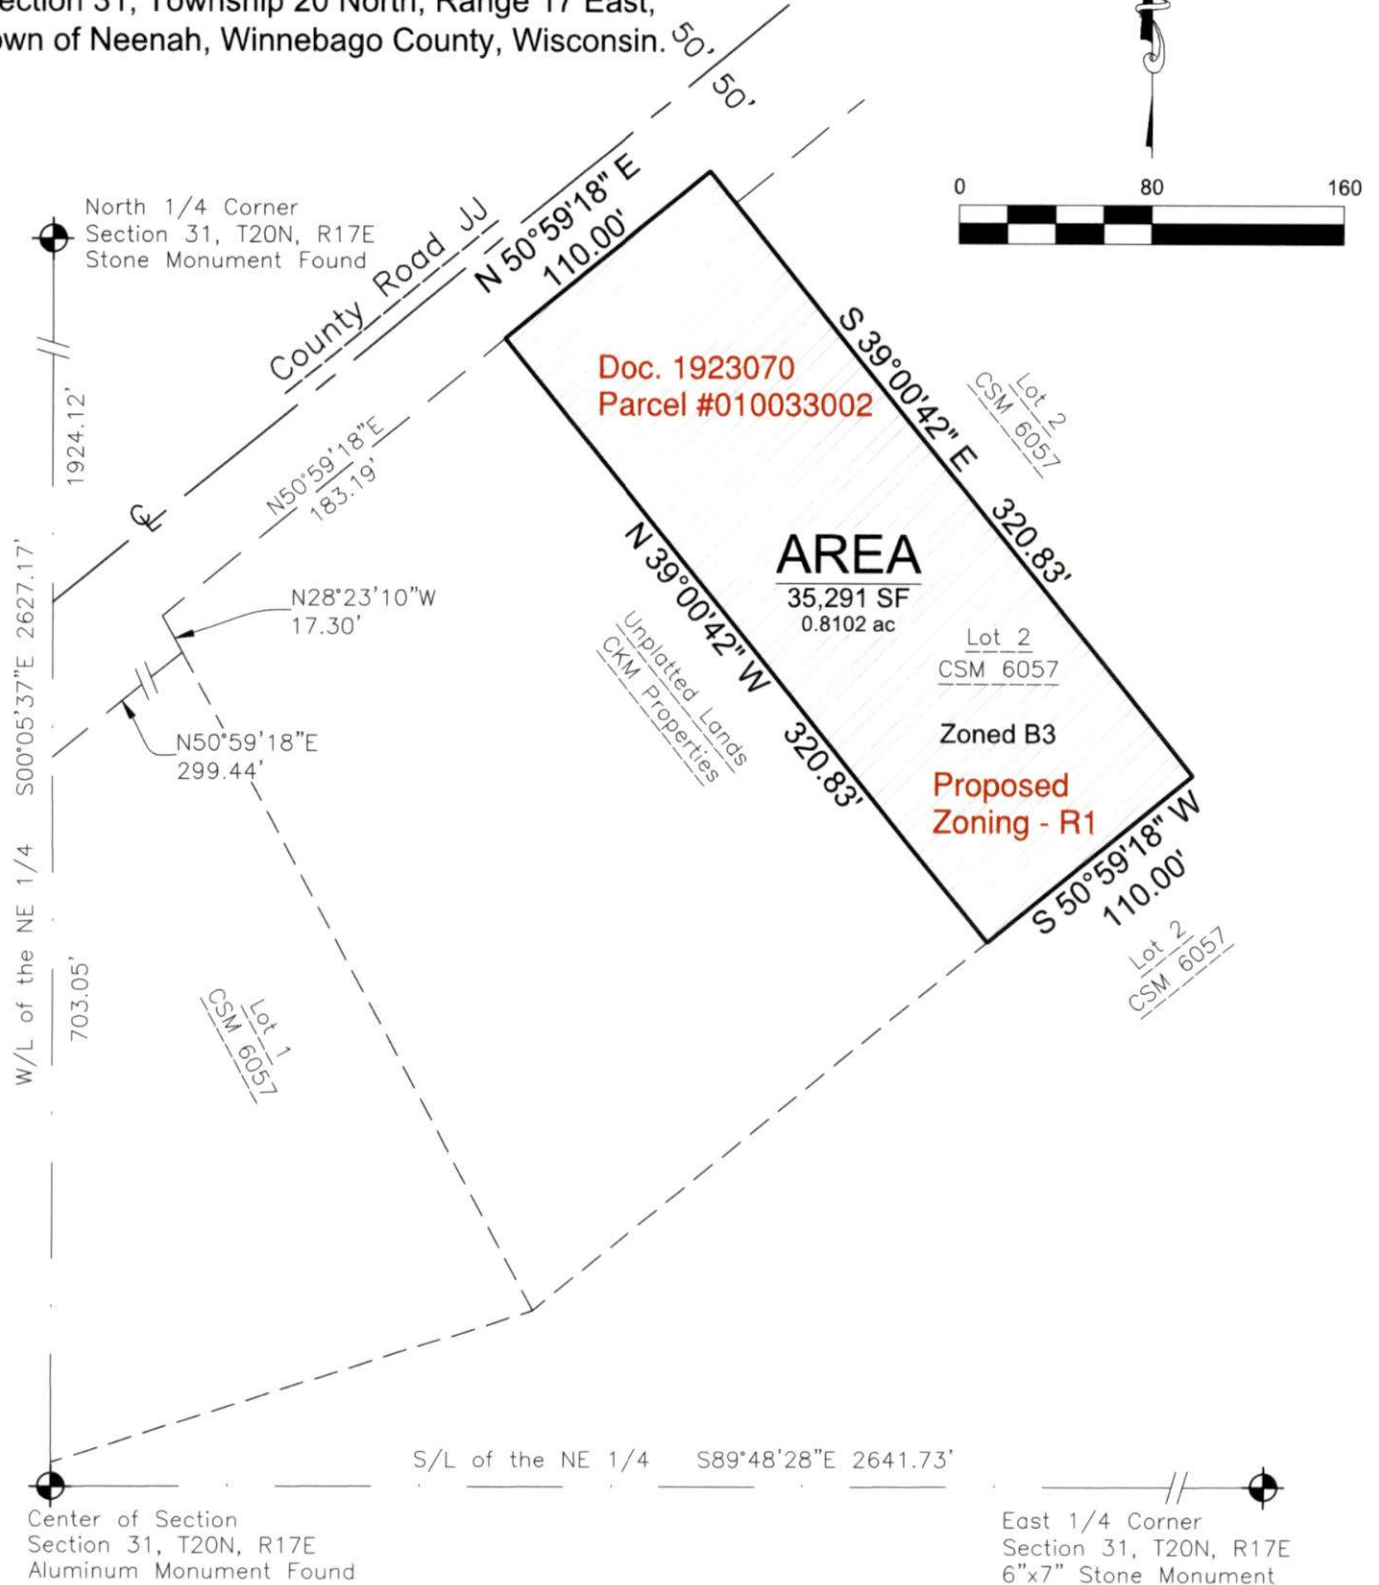 Section 31, Township 20 North, Range 17 East,
Town of Neenah, Winnebago County, Wisconsin.
50'
50'
0 80 160
North 1/4 Corner
Section 31, T20N, R17E
Stone Monument Found
County Road JJ
N 50°59'18" E
110.00'
S 39°00'42" E 320.83'
Lot 2
CSM 6057
Doc. 1923070
Parcel #010033002
1924.12'
N50°59'18"E
183.19'
CL
N 39°00'42" W 320.83'
AREA
35,291 SF
0.8102 ac
N28°23'10"W
17.30'
Unplatted Lands
CKM Properties
Lot 2
CSM 6057
Zoned B3
Proposed
Zoning - R1
N50°59'18"E
299.44'
S 50°59'18" W
110.00'
Lot 2
CSM 6057
W/L of the NE 1/4 S00°05'37"E 2627.17'
703.05'
Lot 1
CSM 6057
S/L of the NE 1/4 S89°48'28"E 2641.73'
Center of Section
Section 31, T20N, R17E
Aluminum Monument Found
East 1/4 Corner
Section 31, T20N, R17E
6"x7" Stone Monument